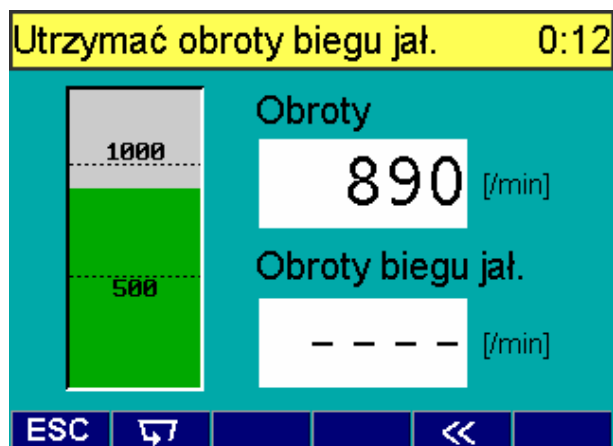 Utrzymać obroty biegu jał. 0:12
1000
500
Obroty
890 [/min]
Obroty biegu jał.
– – – – [/min]
ESC <<